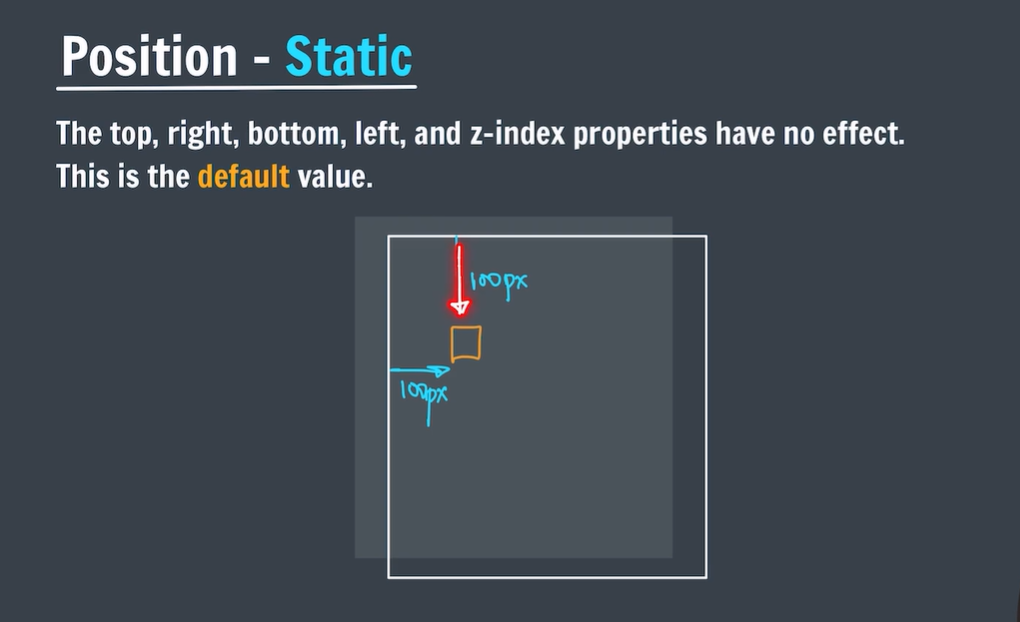 Position - Static
The top, right, bottom, left, and z-index properties have no effect.
This is the default value.
100px
100px